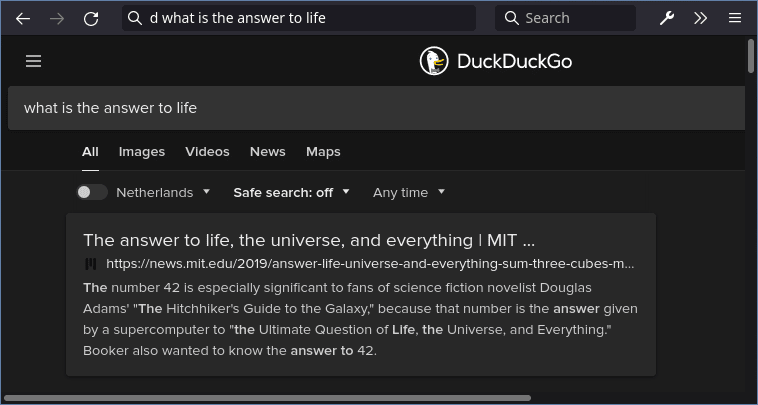 d what is the answer to life
Search
DuckDuckGo
what is the answer to life
All Images Videos News Maps
Netherlands Safe search: off Any time
The answer to life, the universe, and everything | MIT ...
https://news.mit.edu/2019/answer-life-universe-and-everything-sum-three-cubes-m...
The number 42 is especially significant to fans of science fiction novelist Douglas
Adams' "The Hitchhiker's Guide to the Galaxy," because that number is the answer given
by a supercomputer to "the Ultimate Question of Life, the Universe, and Everything."
Booker also wanted to know the answer to 42.